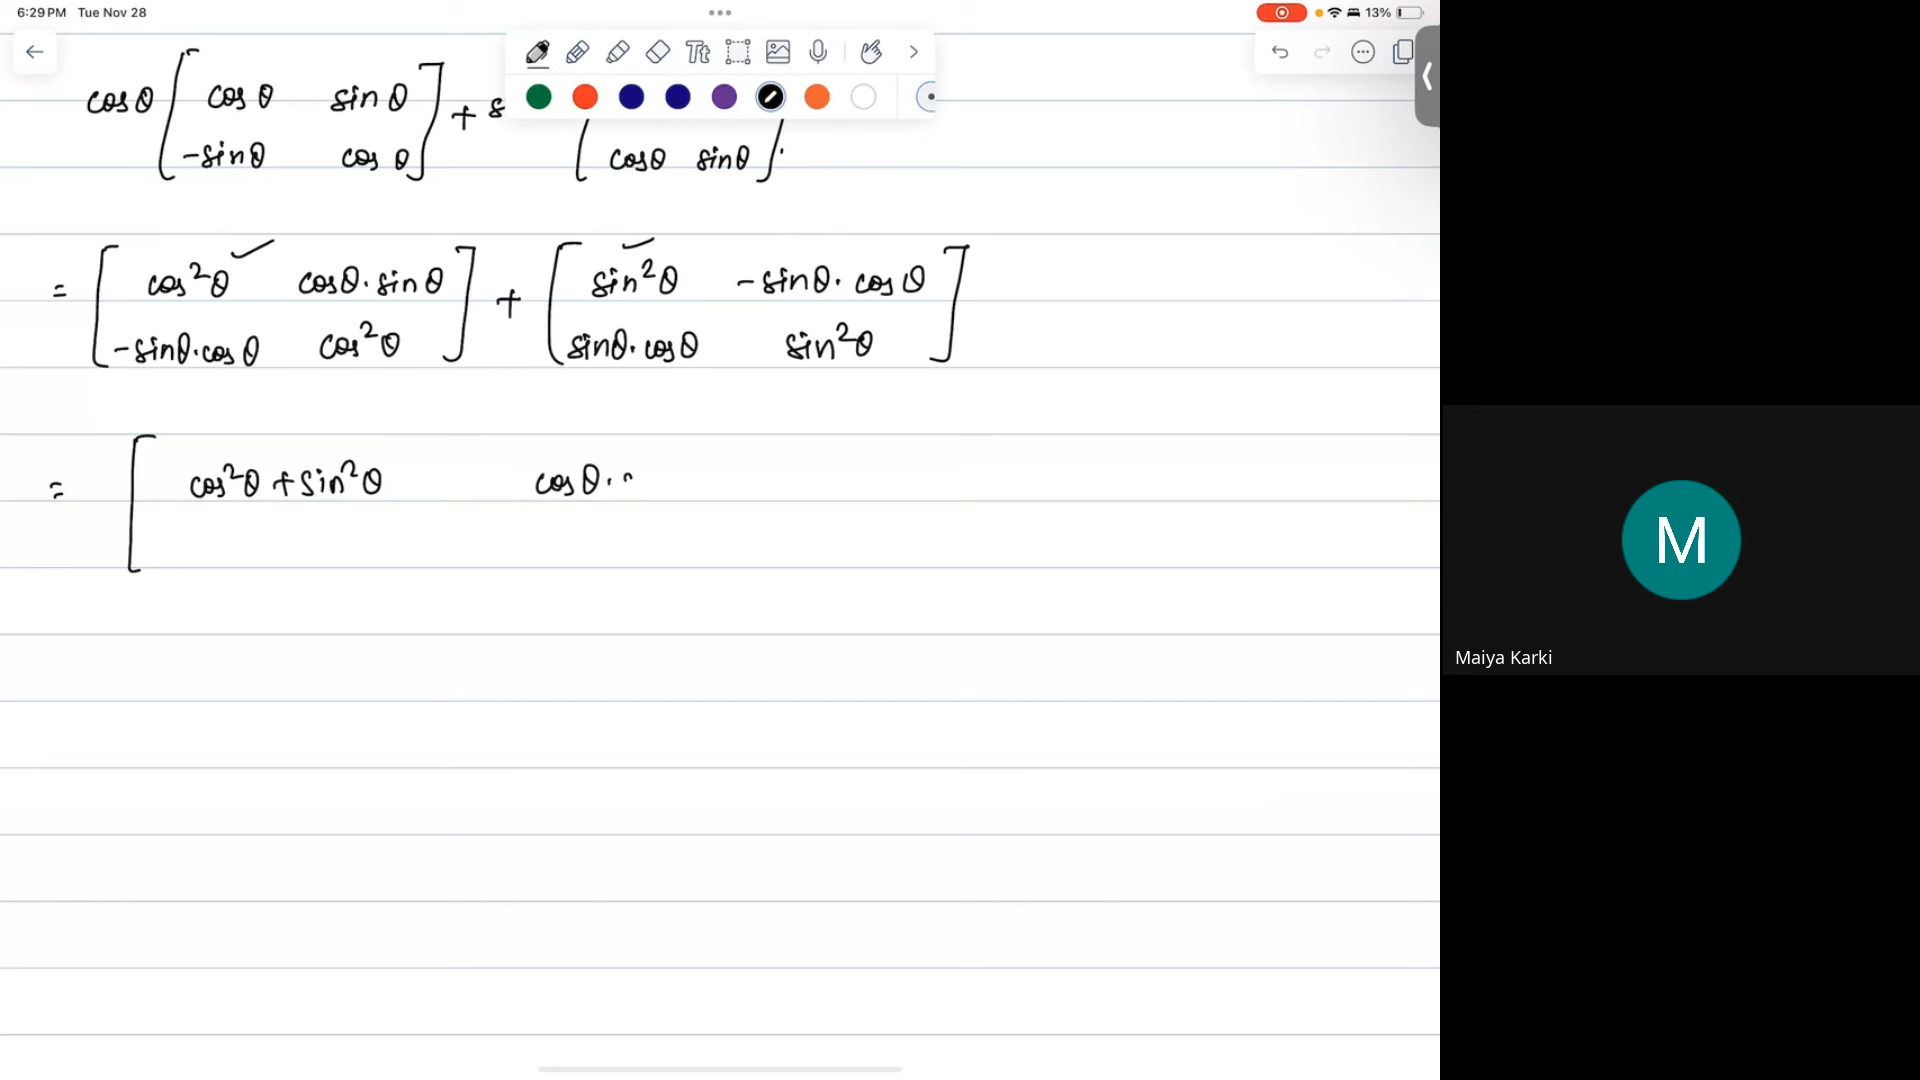 6:29 PM Tue Nov 28
13%
Tt
cosθ [ cosθ sinθ ] + s
[ -sinθ cosθ ] [ cosθ sinθ ].
= [ cos²θ cosθ.sinθ ] + [ sin²θ -sinθ.cosθ ]
[ -sinθ.cosθ cos²θ ] [ sinθ.cosθ sin²θ ]
= [ cos²θ + sin²θ cosθ.
M
Maiya Karki